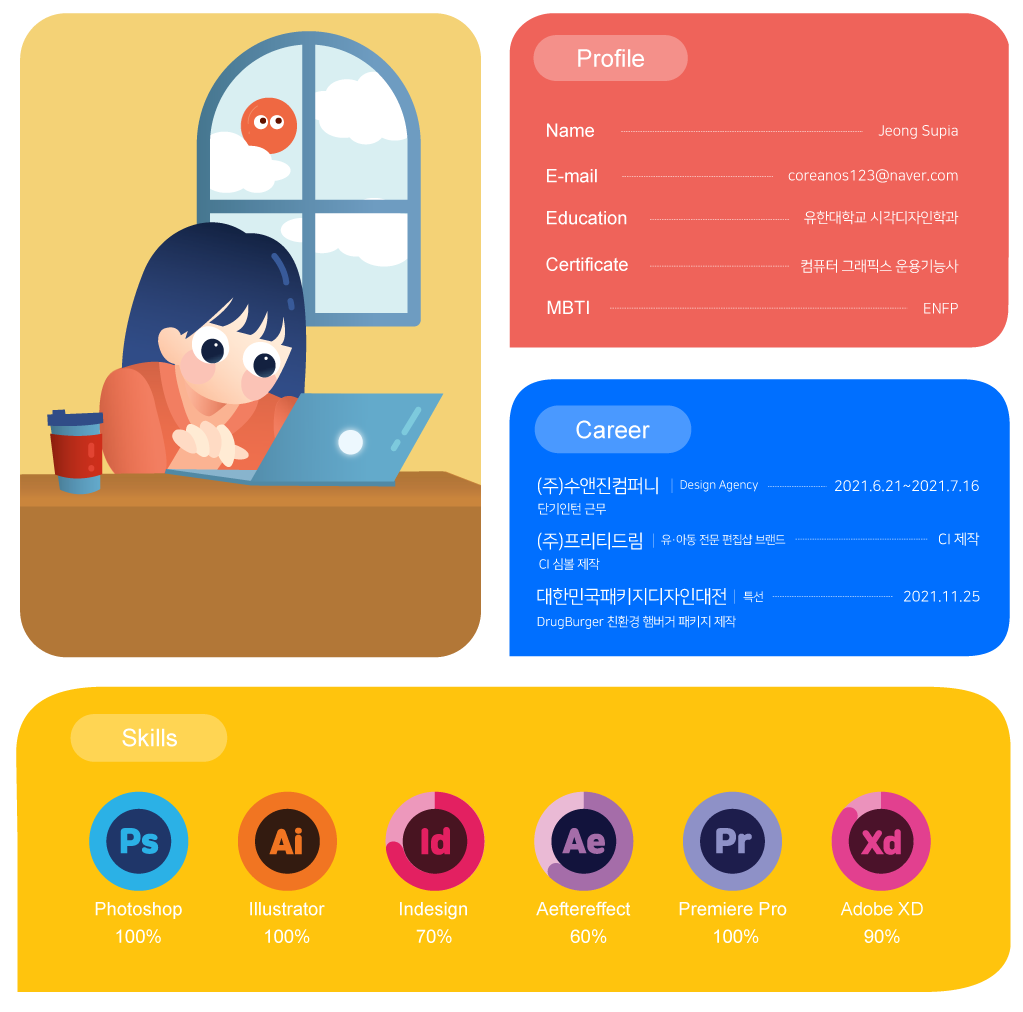 Profile
Name Jeong Supia
E-mail coreanos123@naver.com
Education 유한대학교 시각디자인학과
Certificate 컴퓨터 그래픽스 운용기능사
MBTI ENFP
Career
(주)수앤진컴퍼니 | Design Agency 2021.6.21~2021.7.16
단기인턴 근무
(주)프리티드림 | 유·아동 전문 편집샵 브랜드 CI 제작
CI 심볼 제작
대한민국패키지디자인대전 | 특선 2021.11.25
DrugBurger 친환경 햄버거 패키지 제작
Skills
Ps Ai Id Ae Pr Xd
Photoshop Illustrator Indesign Aeftereffect Premiere Pro Adobe XD
100% 100% 70% 60% 100% 90%